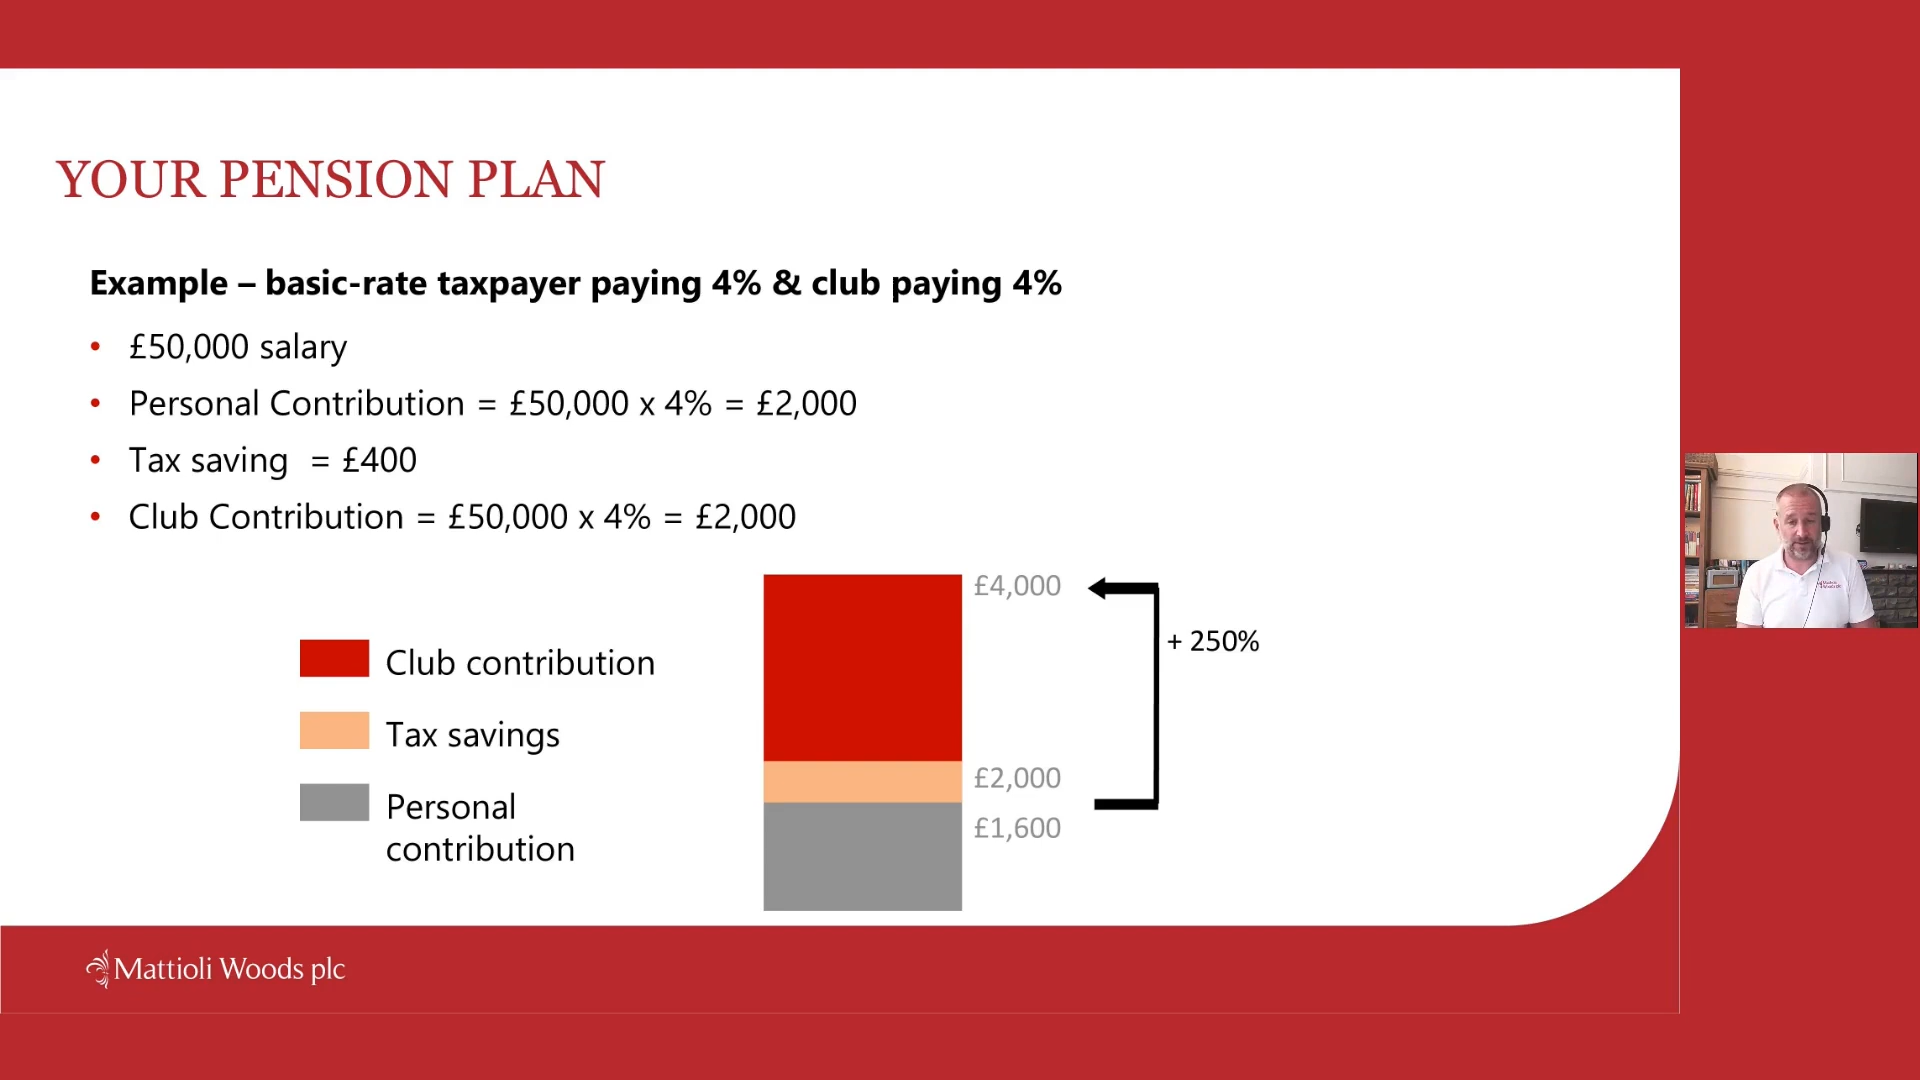 YOUR PENSION PLAN
Example – basic-rate taxpayer paying 4% & club paying 4%
• £50,000 salary
• Personal Contribution = £50,000 x 4% = £2,000
• Tax saving = £400
• Club Contribution = £50,000 x 4% = £2,000
Club contribution
Tax savings
Personal
contribution
£4,000
£2,000
£1,600
+ 250%
Mattioli Woods plc